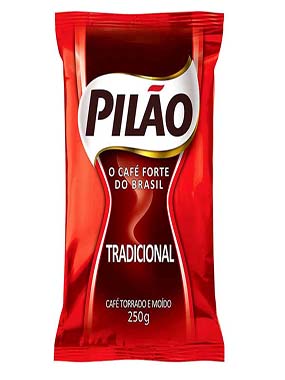 PILÃO
O CAFÉ FORTE
DO BRASIL
TRADICIONAL
CAFÉ TORRADO E MOÍDO
250g